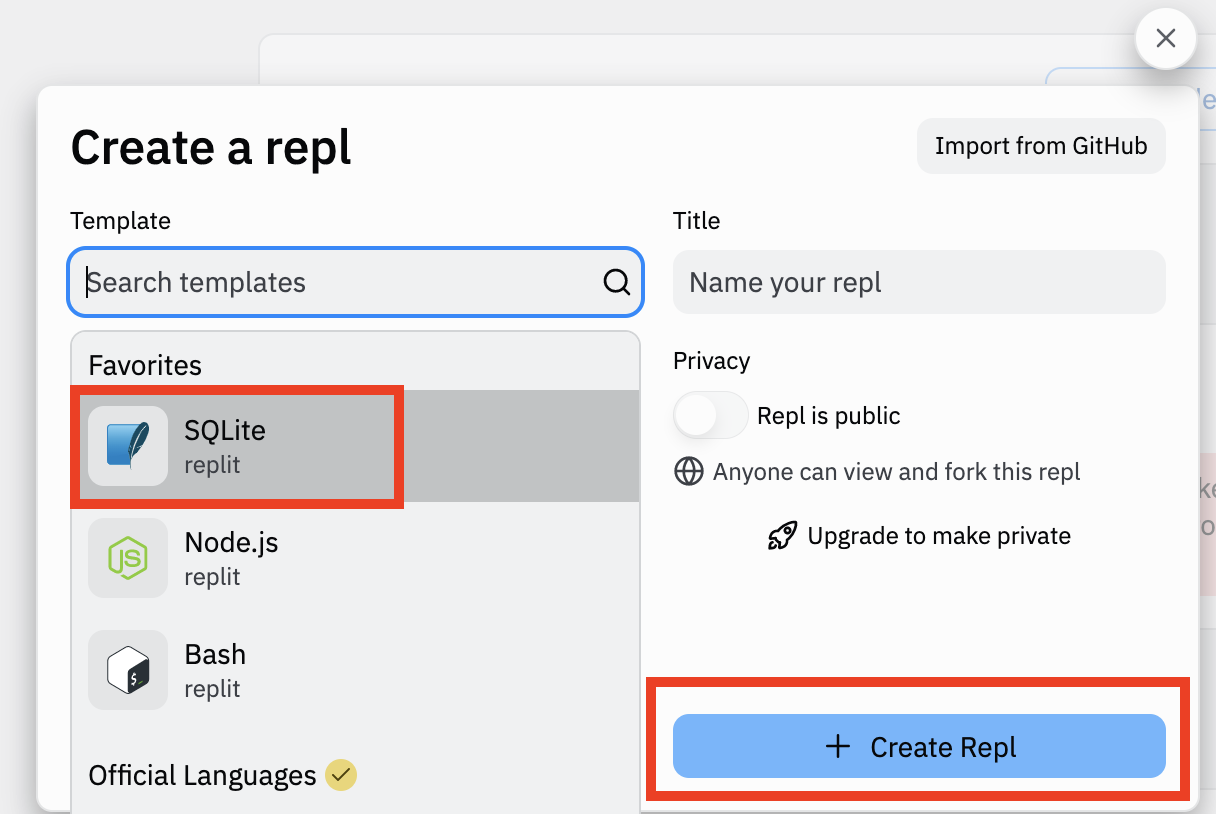 Create a repl
Import from GitHub
Template
Search templates
Favorites
SQLite
replit
Node.js
replit
Bash
replit
Official Languages
Title
Name your repl
Privacy
Repl is public
Anyone can view and fork this repl
Upgrade to make private
+ Create Repl